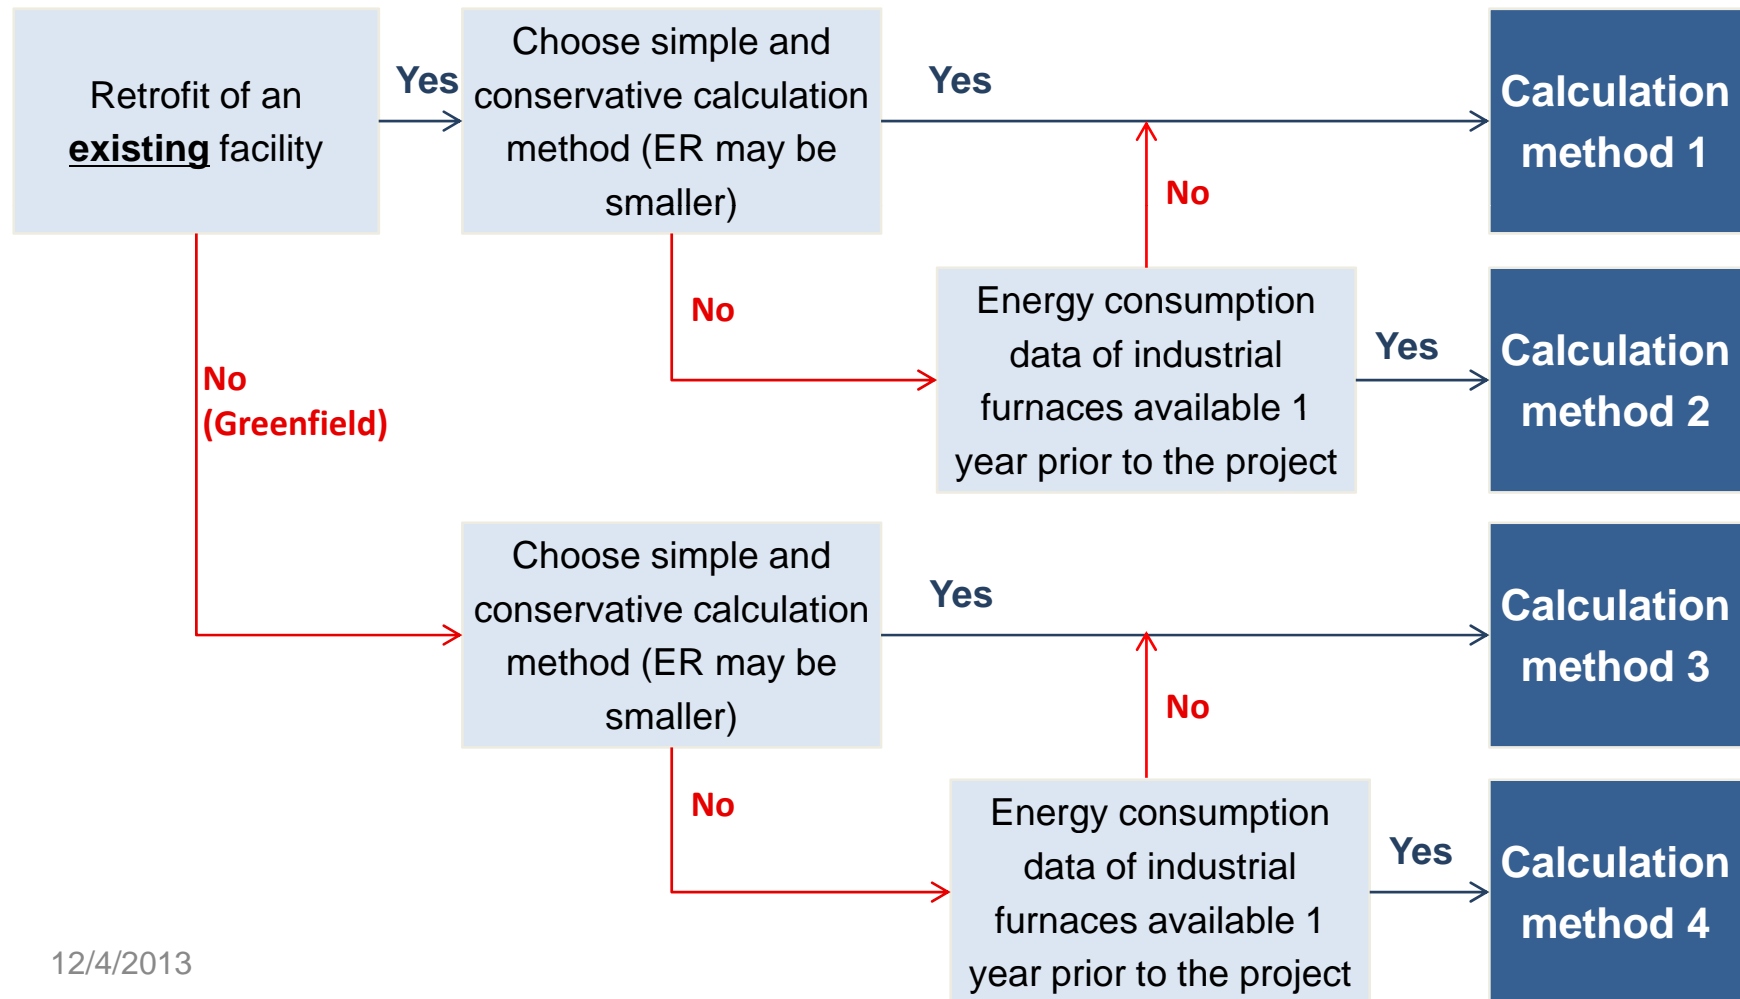 Retrofit of an
existing facility
Yes
Choose simple and
conservative calculation
method (ER may be
smaller)
Yes
Calculation
method 1
No
No
Energy consumption
data of industrial
furnaces available 1
year prior to the project
Yes
Calculation
method 2
No
(Greenfield)
Choose simple and
conservative calculation
method (ER may be
smaller)
Yes
Calculation
method 3
No
No
Energy consumption
data of industrial
furnaces available 1
year prior to the project
Yes
Calculation
method 4
12/4/2013